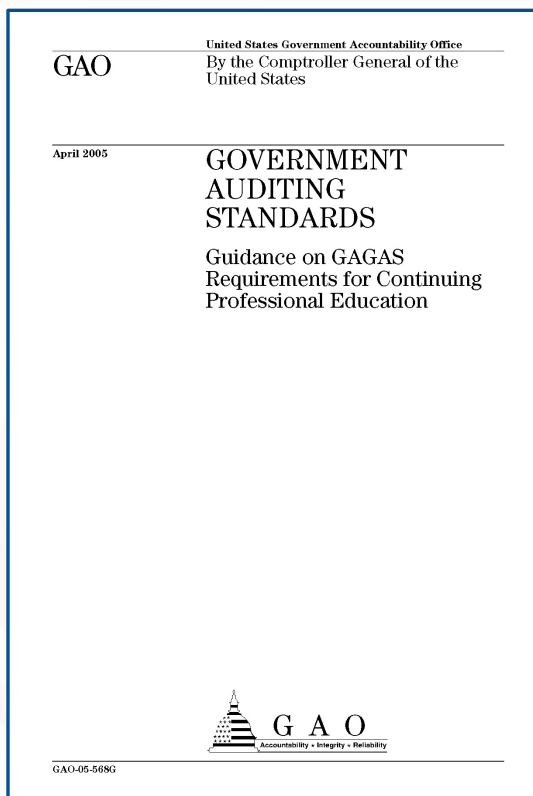 United States Government Accountability Office
GAO
By the Comptroller General of the
United States
April 2005
GOVERNMENT
AUDITING
STANDARDS
Guidance on GAGAS
Requirements for Continuing
Professional Education
G A O
Accountability * Integrity * Reliability
GAO-05-568G